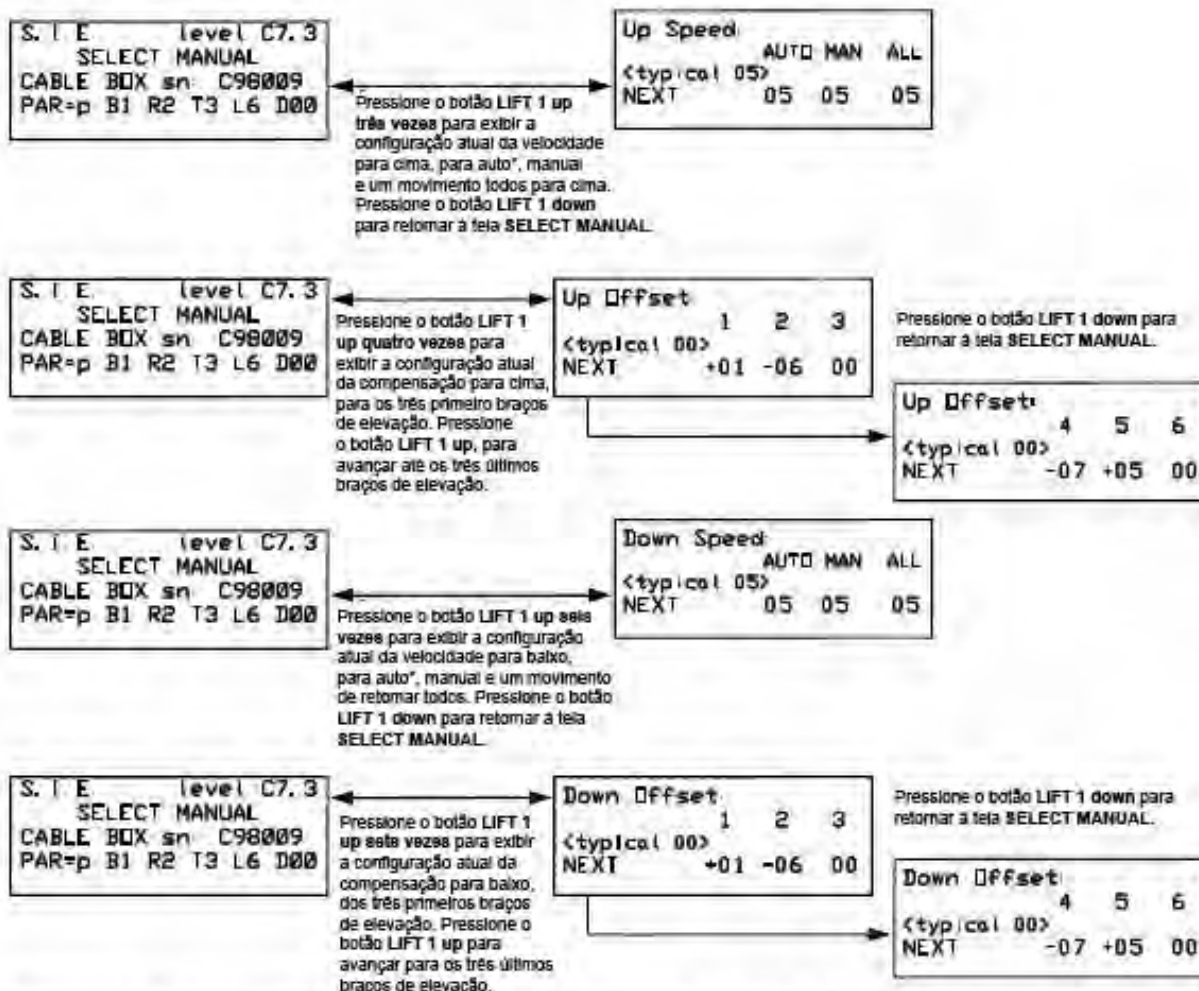 S. I E level C7.3
SELECT MANUAL
CABLE BOX sn C98009
PAR=p B1 R2 T3 L6 D00
Pressione o botão LIFT 1 up
três vezes para exibir a
configuração atual da velocidade
para cima, para auto*, manual
e um movimento todos para cima.
Pressione o botão LIFT 1 down
para retornar à tela SELECT MANUAL.
Up Speed
AUTO MAN ALL
<typical 05>
NEXT 05 05 05
S. I E level C7.3
SELECT MANUAL
CABLE BOX sn C98009
PAR=p B1 R2 T3 L6 D00
Pressione o botão LIFT 1
up quatro vezes para
exibir a configuração atual
da compensação para cima,
para os três primeiro braços
de elevação. Pressione
o botão LIFT 1 up, para
avançar até os três últimos
braços de elevação.
Up Offset
1 2 3
<typical 00>
NEXT +01 -06 00
Pressione o botão LIFT 1 down para
retornar à tela SELECT MANUAL.
Up Offset:
4 5 6
<typical 00>
NEXT -07 +05 00
S. I E level C7.3
SELECT MANUAL
CABLE BOX sn C98009
PAR=p B1 R2 T3 L6 D00
Pressione o botão LIFT 1 up seis
vezes para exibir a configuração
atual da velocidade para baixo,
para auto*, manual e um movimento
de retornar todos. Pressione o botão
LIFT 1 down para retornar à tela
SELECT MANUAL.
Down Speed
AUTO MAN ALL
<typical 05>
NEXT 05 05 05
S. I E level C7.3
SELECT MANUAL
CABLE BOX sn C98009
PAR=p B1 R2 T3 L6 D00
Pressione o botão LIFT 1
up sete vezes para exibir
a configuração atual da
compensação para baixo,
dos três primeiros braços
de elevação. Pressione o
botão LIFT 1 up para
avançar para os três últimos
braços de elevação.
Down Offset
1 2 3
<typical 00>
NEXT +01 -06 00
Pressione o botão LIFT 1 down para
retornar à tela SELECT MANUAL.
Down Offset
4 5 6
<typical 00>
NEXT -07 +05 00